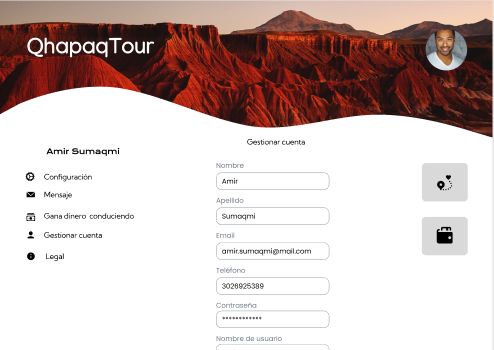 QhapaqTour
Amir Sumaqmi
Configuración
Mensaje
Gana dinero conduciendo
Gestionar cuenta
Legal
Gestionar cuenta
Nombre
Amir
Apellido
Sumaqmi
Email
amir.sumaqmi@mail.com
Teléfono
3026925389
Contraseña
************
Nombre de usuario